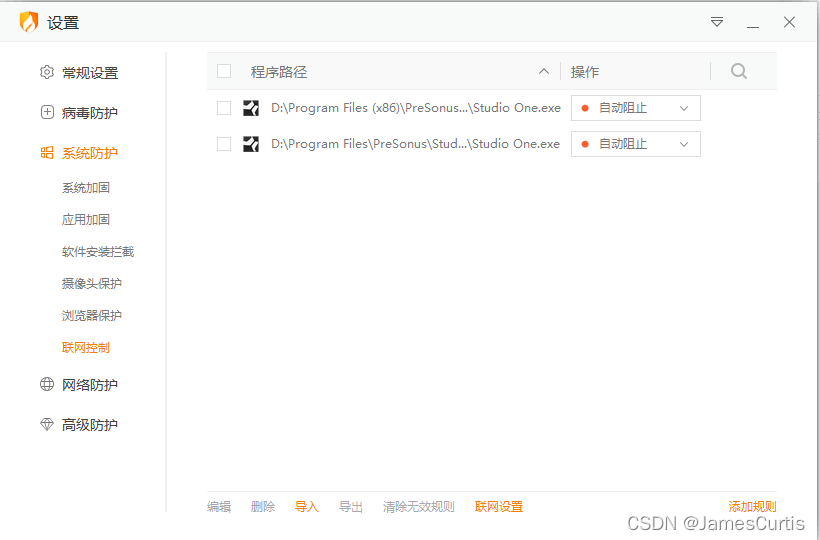 设置
常规设置
病毒防护
系统防护
系统加固
应用加固
软件安装拦截
摄像头保护
浏览器保护
联网控制
网络防护
高级防护
程序路径 操作
D:\Program Files (x86)\PreSonus...\Studio One.exe 自动阻止
D:\Program Files\PreSonus\Stud...\Studio One.exe 自动阻止
编辑 删除 导入 导出 清除无效规则 联网设置 添加规则
CSDN @JamesCurtis